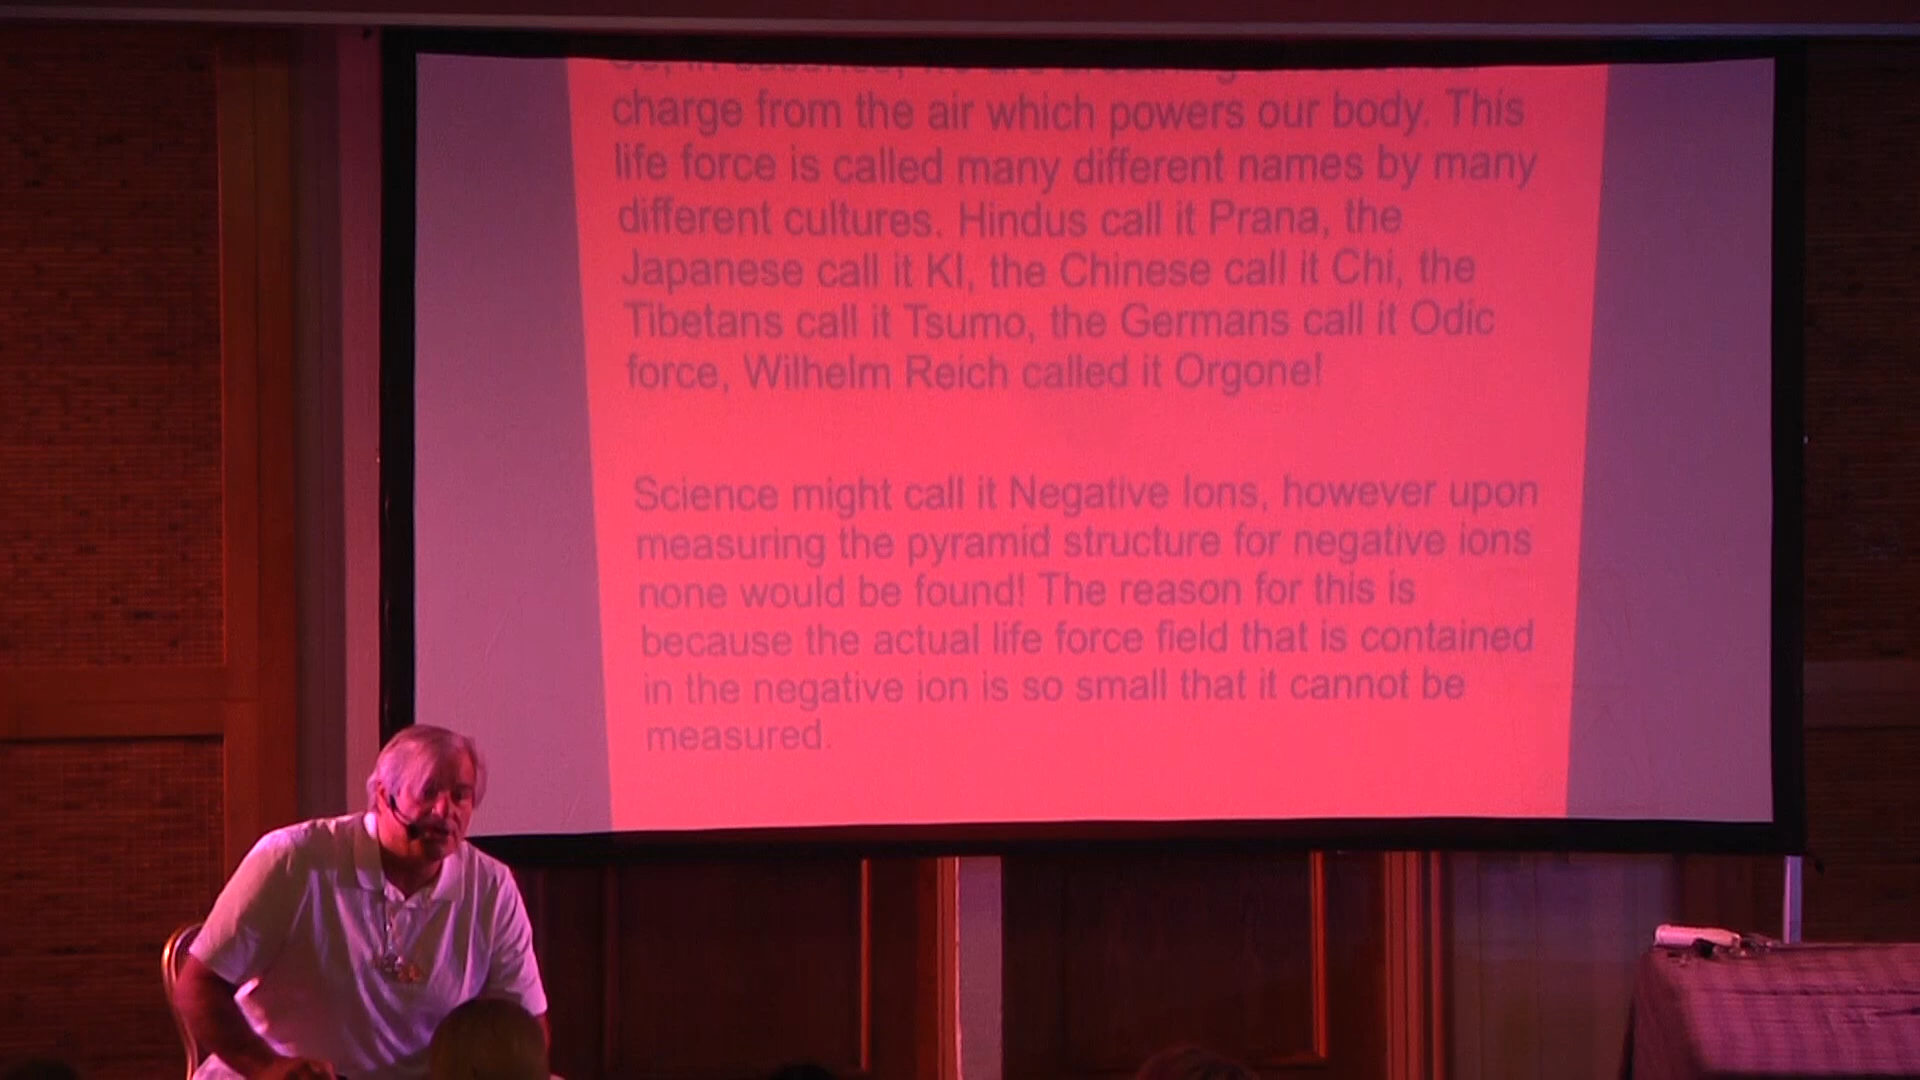 charge from the air which powers our body. This
life force is called many different names by many
different cultures. Hindus call it Prana, the
Japanese call it KI, the Chinese call it Chi, the
Tibetans call it Tsumo, the Germans call it Odic
force, Wilhelm Reich called it Orgone!
Science might call it Negative Ions, however upon
measuring the pyramid structure for negative ions
none would be found! The reason for this is
because the actual life force field that is contained
in the negative ion is so small that it cannot be
measured.